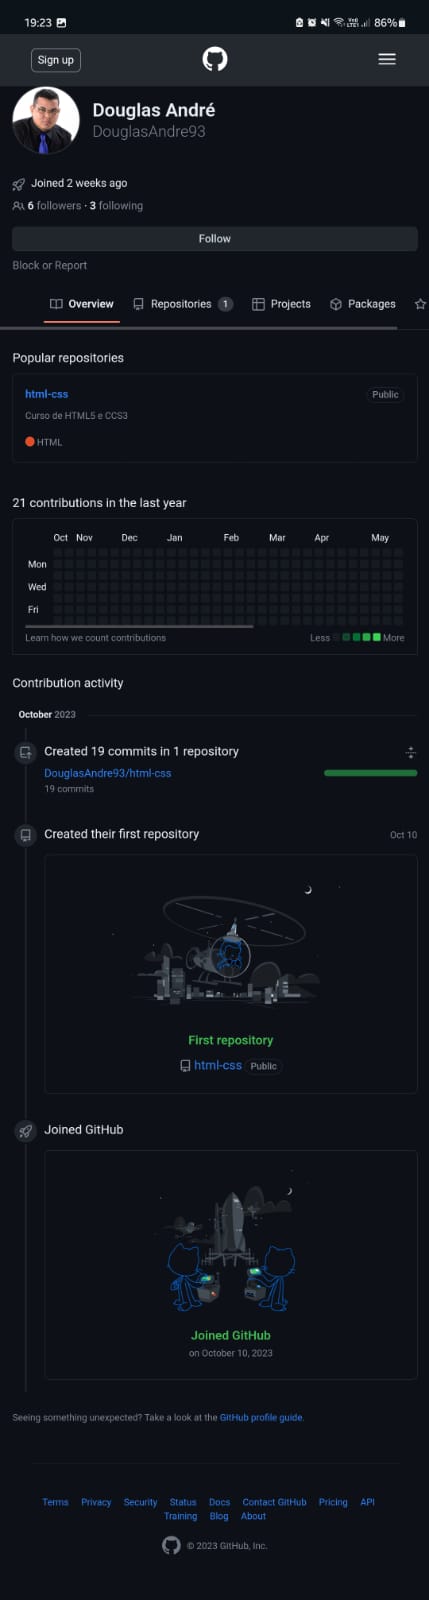 19:23 86%
Sign up
Douglas André
DouglasAndre93
Joined 2 weeks ago
6 followers · 3 following
Follow
Block or Report
Overview Repositories 1 Projects Packages
Popular repositories
html-css Public
Curso de HTML5 e CCS3
HTML
21 contributions in the last year
Oct Nov Dec Jan Feb Mar Apr May
Mon
Wed
Fri
Learn how we count contributions Less More
Contribution activity
October 2023
Created 19 commits in 1 repository
DouglasAndre93/html-css
19 commits
Created their first repository Oct 10
First repository
html-css Public
Joined GitHub
Joined GitHub
on October 10, 2023
Seeing something unexpected? Take a look at the GitHub profile guide.
Terms Privacy Security Status Docs Contact GitHub Pricing API
Training Blog About
© 2023 GitHub, Inc.